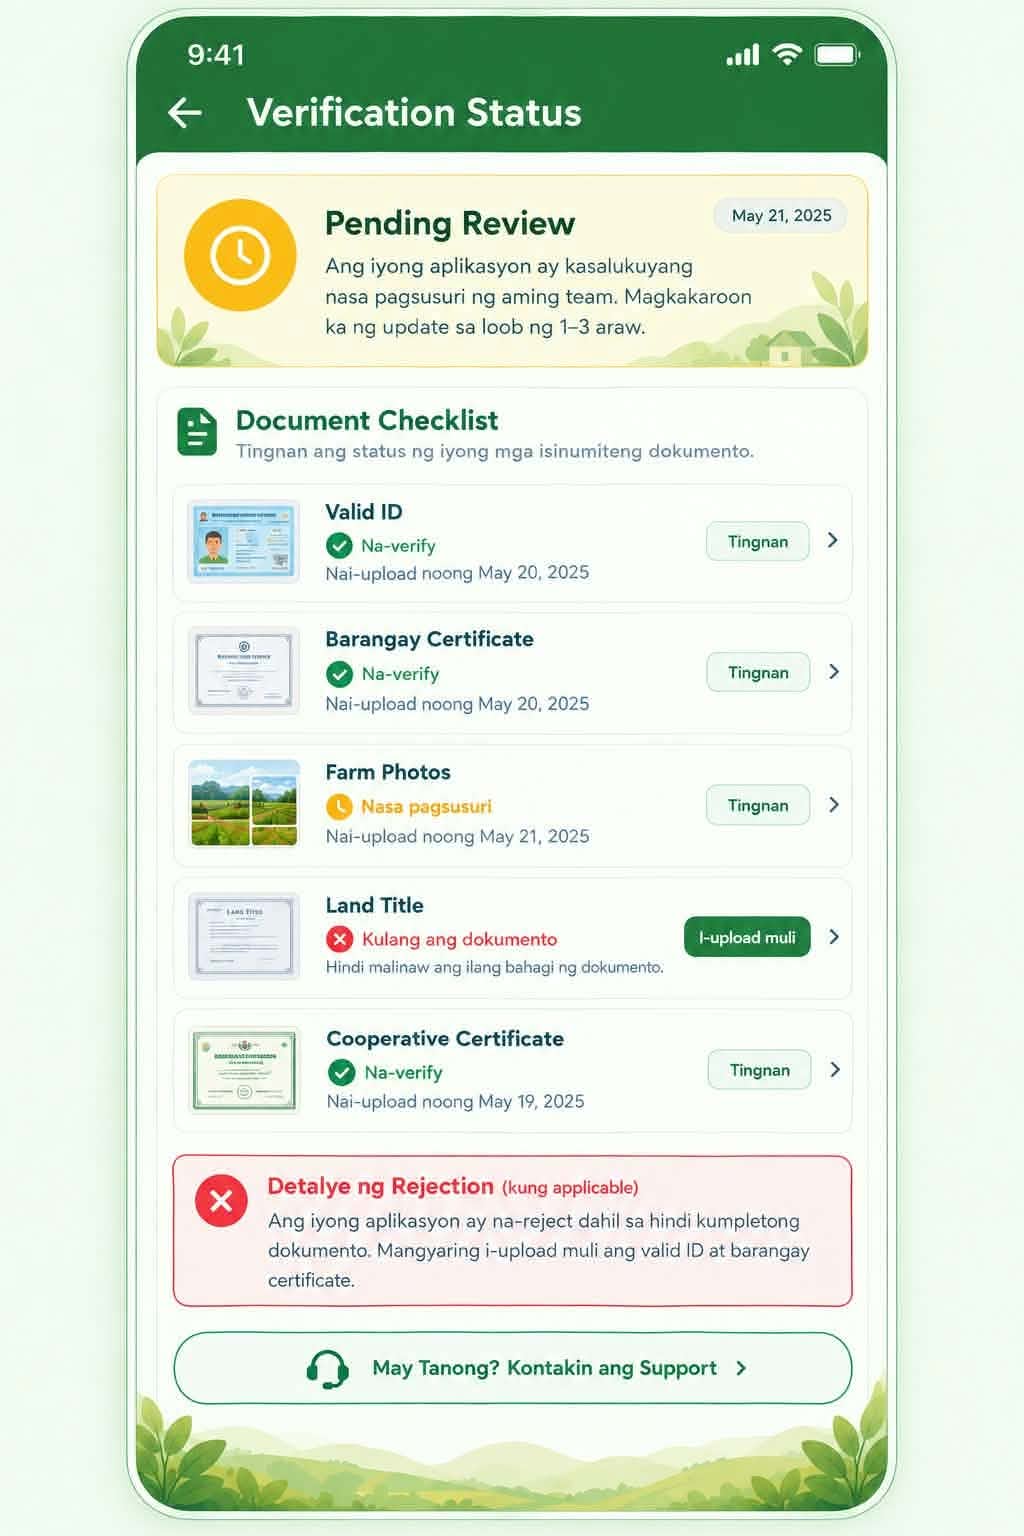 9:41
Verification Status
Pending Review
May 21, 2025
Ang iyong aplikasyon ay kasalukuyang
nasa pagsusuri ng aming team. Magkakaroon
ka ng update sa loob ng 1–3 araw.
Document Checklist
Tingnan ang status ng iyong mga isinumiteng dokumento.
Valid ID
Na-verify
Nai-upload noong May 20, 2025
Tingnan
Barangay Certificate
Na-verify
Nai-upload noong May 20, 2025
Tingnan
Farm Photos
Nasa pagsusuri
Nai-upload noong May 21, 2025
Tingnan
Land Title
Kulang ang dokumento
Hindi malinaw ang ilang bahagi ng dokumento.
I-upload muli
Cooperative Certificate
Na-verify
Nai-upload noong May 19, 2025
Tingnan
Detalye ng Rejection (kung applicable)
Ang iyong aplikasyon ay na-reject dahil sa hindi kumpletong
dokumento. Mangyaring i-upload muli ang valid ID at barangay
certificate.
May Tanong? Kontakin ang Support